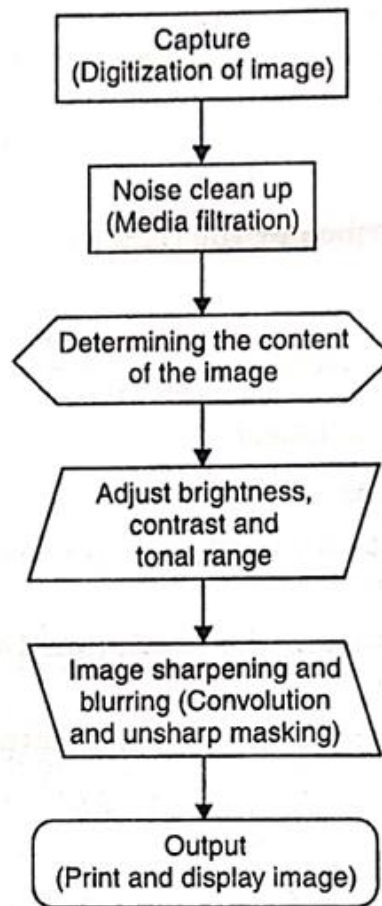 Capture
(Digitization of image)
Noise clean up
(Media filtration)
Determining the content
of the image
Adjust brightness,
contrast and
tonal range
Image sharpening and
blurring (Convolution
and unsharp masking)
Output
(Print and display image)